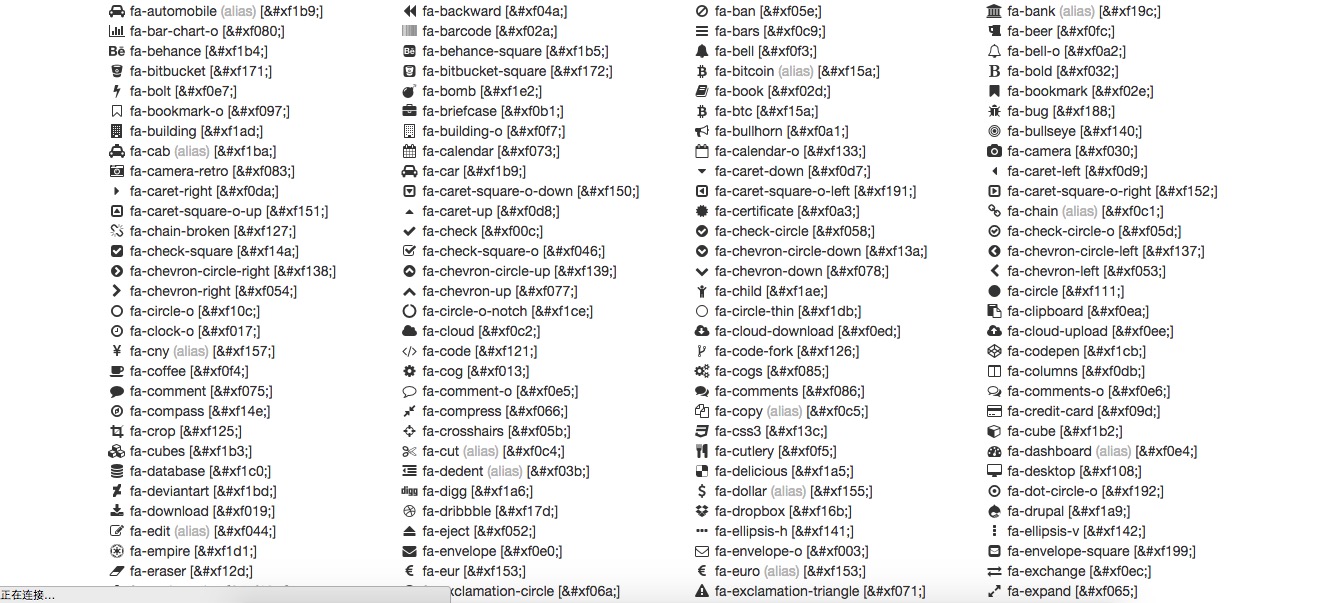 fa-automobile (alias) [&#xf1b9;] fa-backward [&#xf04a;] fa-ban [&#xf05e;] fa-bank (alias) [&#xf19c;]
fa-bar-chart-o [&#xf080;] fa-barcode [&#xf02a;] fa-bars [&#xf0c9;] fa-beer [&#xf0fc;]
fa-behance [&#xf1b4;] fa-behance-square [&#xf1b5;] fa-bell [&#xf0f3;] fa-bell-o [&#xf0a2;]
fa-bitbucket [&#xf171;] fa-bitbucket-square [&#xf172;] fa-bitcoin (alias) [&#xf15a;] fa-bold [&#xf032;]
fa-bolt [&#xf0e7;] fa-bomb [&#xf1e2;] fa-book [&#xf02d;] fa-bookmark [&#xf02e;]
fa-bookmark-o [&#xf097;] fa-briefcase [&#xf0b1;] fa-btc [&#xf15a;] fa-bug [&#xf188;]
fa-building [&#xf1ad;] fa-building-o [&#xf0f7;] fa-bullhorn [&#xf0a1;] fa-bullseye [&#xf140;]
fa-cab (alias) [&#xf1ba;] fa-calendar [&#xf073;] fa-calendar-o [&#xf133;] fa-camera [&#xf030;]
fa-camera-retro [&#xf083;] fa-car [&#xf1b9;] fa-caret-down [&#xf0d7;] fa-caret-left [&#xf0d9;]
fa-caret-right [&#xf0da;] fa-caret-square-o-down [&#xf150;] fa-caret-square-o-left [&#xf191;] fa-caret-square-o-right [&#xf152;]
fa-caret-square-o-up [&#xf151;] fa-caret-up [&#xf0d8;] fa-certificate [&#xf0a3;] fa-chain (alias) [&#xf0c1;]
fa-chain-broken [&#xf127;] fa-check [&#xf00c;] fa-check-circle [&#xf058;] fa-check-circle-o [&#xf05d;]
fa-check-square [&#xf14a;] fa-check-square-o [&#xf046;] fa-chevron-circle-down [&#xf13a;] fa-chevron-circle-left [&#xf137;]
fa-chevron-circle-right [&#xf138;] fa-chevron-circle-up [&#xf139;] fa-chevron-down [&#xf078;] fa-chevron-left [&#xf053;]
fa-chevron-right [&#xf054;] fa-chevron-up [&#xf077;] fa-child [&#xf1ae;] fa-circle [&#xf111;]
fa-circle-o [&#xf10c;] fa-circle-o-notch [&#xf1ce;] fa-circle-thin [&#xf1db;] fa-clipboard [&#xf0ea;]
fa-clock-o [&#xf017;] fa-cloud [&#xf0c2;] fa-cloud-download [&#xf0ed;] fa-cloud-upload [&#xf0ee;]
fa-cny (alias) [&#xf157;] fa-code [&#xf121;] fa-code-fork [&#xf126;] fa-codepen [&#xf1cb;]
fa-coffee [&#xf0f4;] fa-cog [&#xf013;] fa-cogs [&#xf085;] fa-columns [&#xf0db;]
fa-comment [&#xf075;] fa-comment-o [&#xf0e5;] fa-comments [&#xf086;] fa-comments-o [&#xf0e6;]
fa-compass [&#xf14e;] fa-compress [&#xf066;] fa-copy (alias) [&#xf0c5;] fa-credit-card [&#xf09d;]
fa-crop [&#xf125;] fa-crosshairs [&#xf05b;] fa-css3 [&#xf13c;] fa-cube [&#xf1b2;]
fa-cubes [&#xf1b3;] fa-cut (alias) [&#xf0c4;] fa-cutlery [&#xf0f5;] fa-dashboard (alias) [&#xf0e4;]
fa-database [&#xf1c0;] fa-dedent (alias) [&#xf03b;] fa-delicious [&#xf1a5;] fa-desktop [&#xf108;]
fa-deviantart [&#xf1bd;] fa-digg [&#xf1a6;] fa-dollar (alias) [&#xf155;] fa-dot-circle-o [&#xf192;]
fa-download [&#xf019;] fa-dribbble [&#xf17d;] fa-dropbox [&#xf16b;] fa-drupal [&#xf1a9;]
fa-edit (alias) [&#xf044;] fa-eject [&#xf052;] fa-ellipsis-h [&#xf141;] fa-ellipsis-v [&#xf142;]
fa-empire [&#xf1d1;] fa-envelope [&#xf0e0;] fa-envelope-o [&#xf003;] fa-envelope-square [&#xf199;]
fa-eraser [&#xf12d;] fa-eur [&#xf153;] fa-euro (alias) [&#xf153;] fa-exchange [&#xf0ec;]
正在连接... xclamation-circle [&#xf06a;] fa-exclamation-triangle [&#xf071;] fa-expand [&#xf065;]